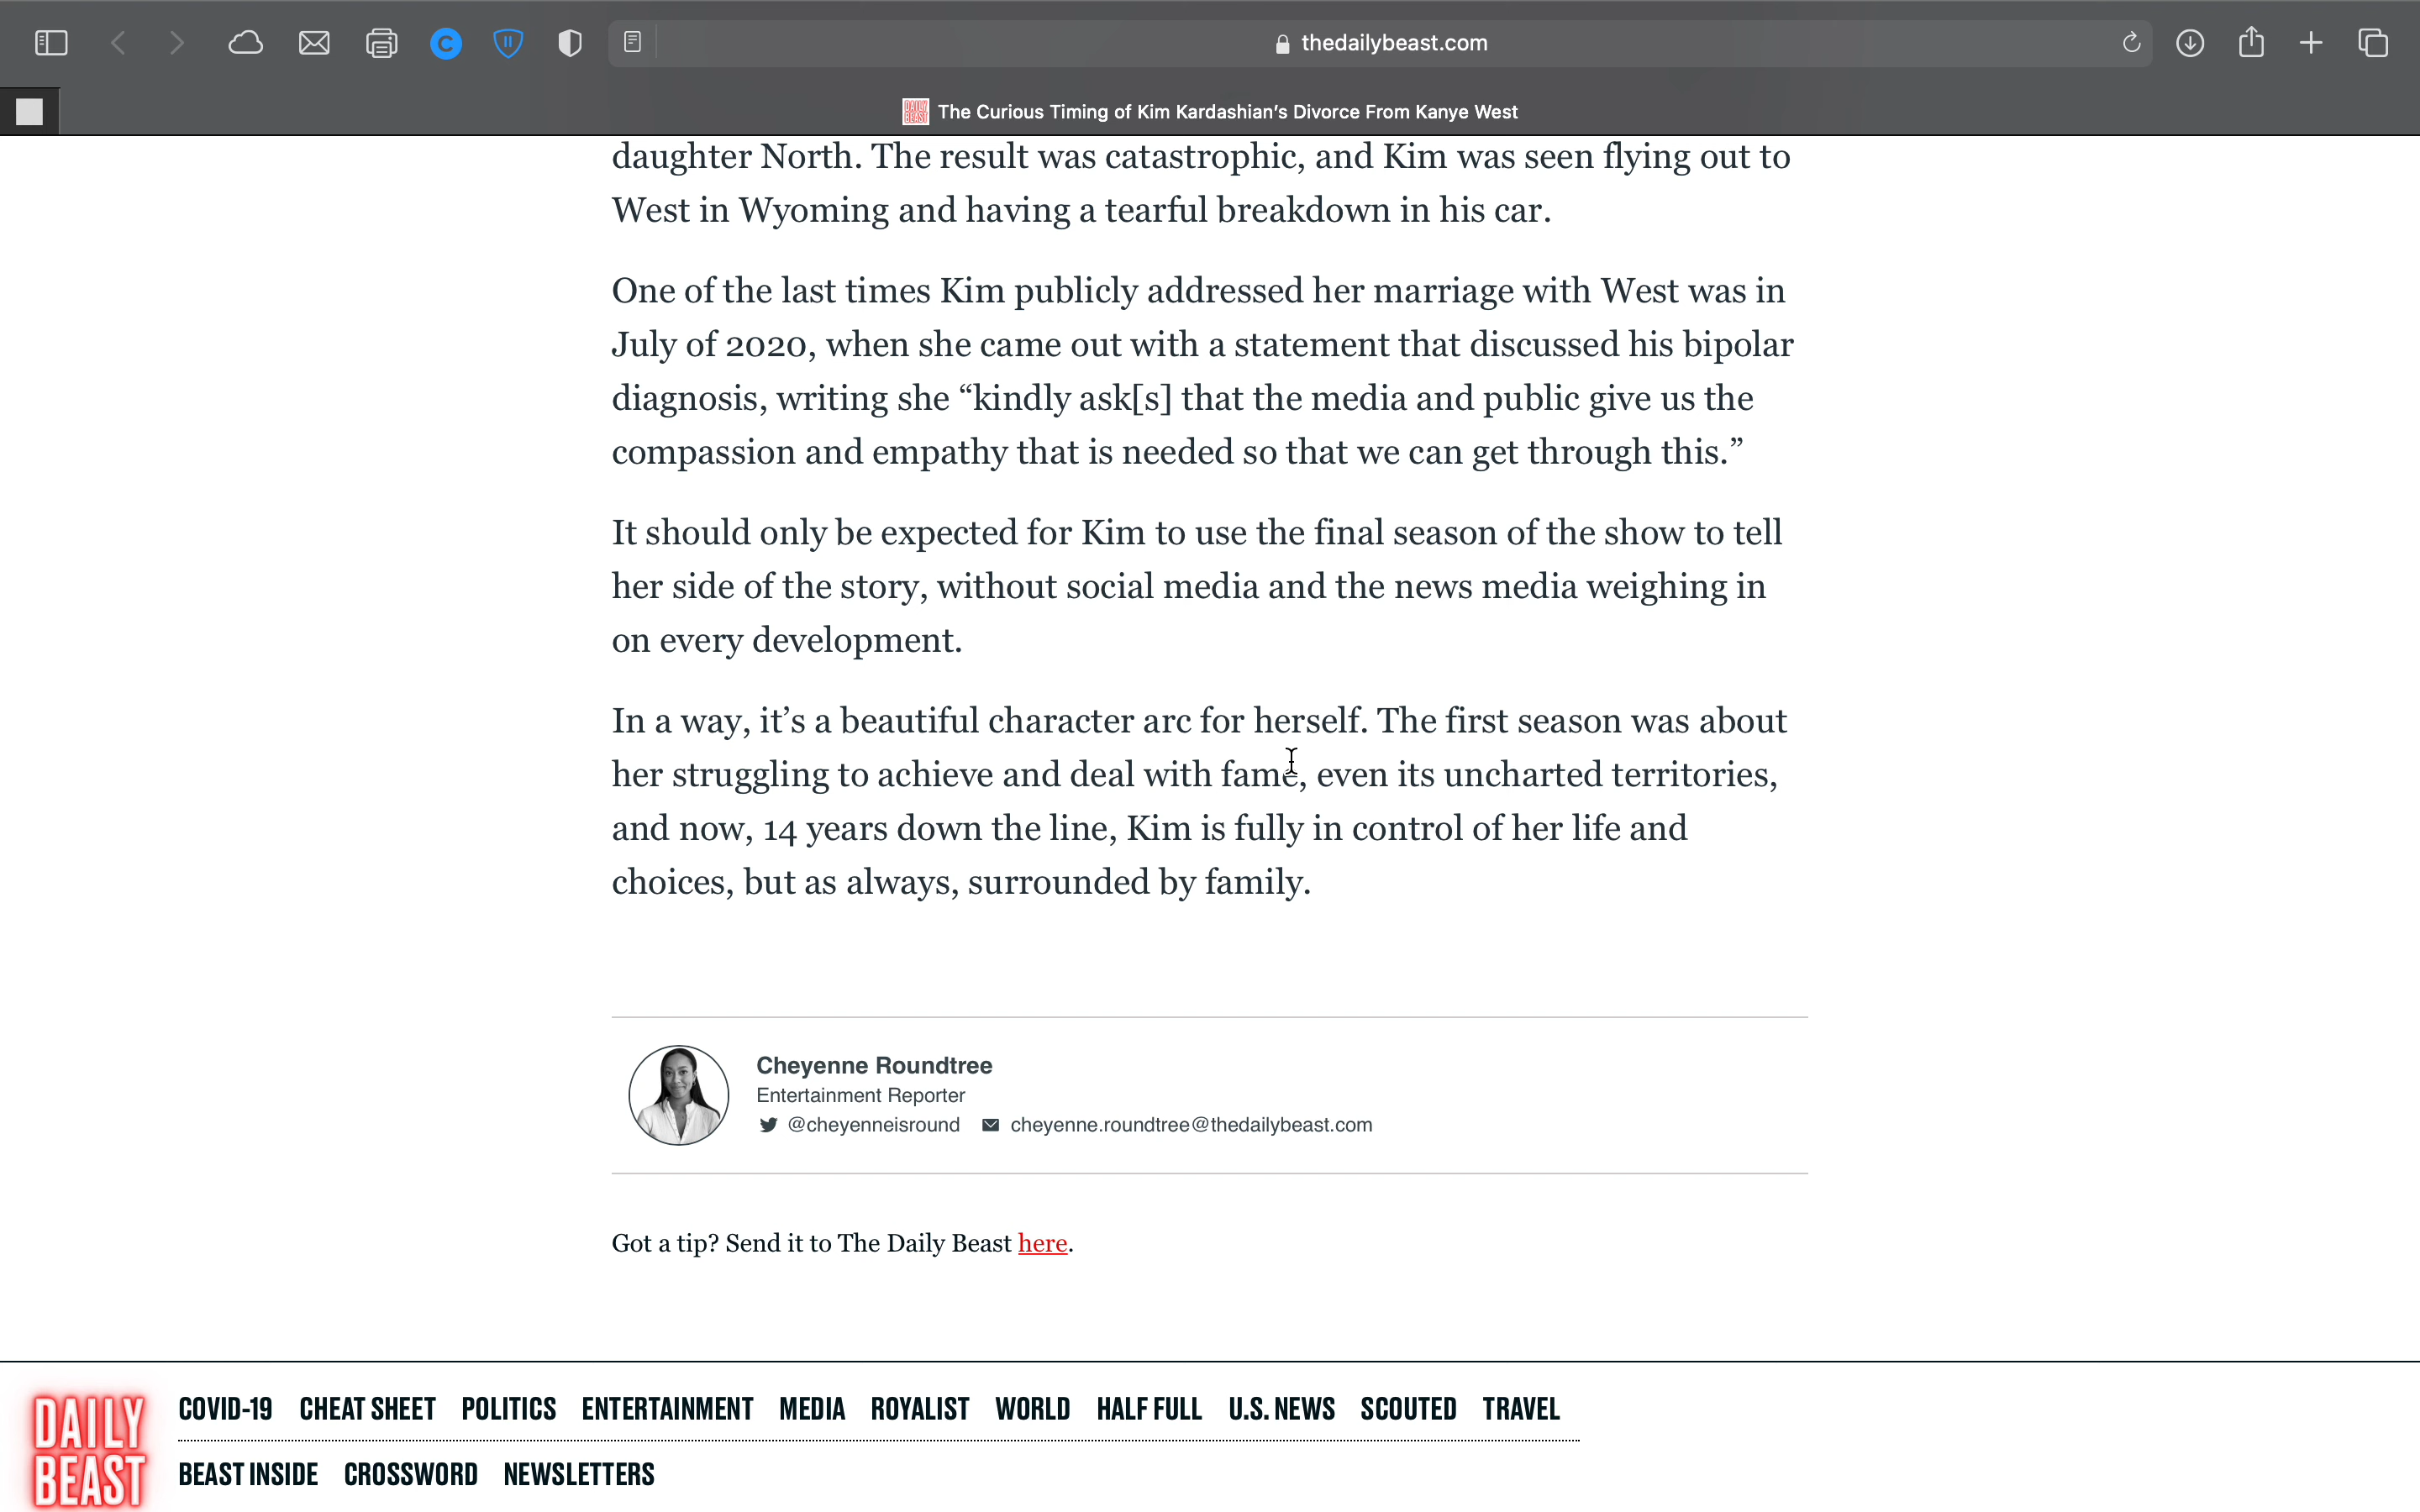 thedailybeast.com
DAILY BEAST The Curious Timing of Kim Kardashian's Divorce From Kanye West
daughter North. The result was catastrophic, and Kim was seen flying out to
West in Wyoming and having a tearful breakdown in his car.
One of the last times Kim publicly addressed her marriage with West was in
July of 2020, when she came out with a statement that discussed his bipolar
diagnosis, writing she “kindly ask[s] that the media and public give us the
compassion and empathy that is needed so that we can get through this.”
It should only be expected for Kim to use the final season of the show to tell
her side of the story, without social media and the news media weighing in
on every development.
In a way, it’s a beautiful character arc for herself. The first season was about
her struggling to achieve and deal with fame, even its uncharted territories,
and now, 14 years down the line, Kim is fully in control of her life and
choices, but as always, surrounded by family.
Cheyenne Roundtree
Entertainment Reporter
@cheyenneisround cheyenne.roundtree@thedailybeast.com
Got a tip? Send it to The Daily Beast here.
DAILY
BEAST
COVID-19 CHEAT SHEET POLITICS ENTERTAINMENT MEDIA ROYALIST WORLD HALF FULL U.S. NEWS SCOUTED TRAVEL
BEAST INSIDE CROSSWORD NEWSLETTERS